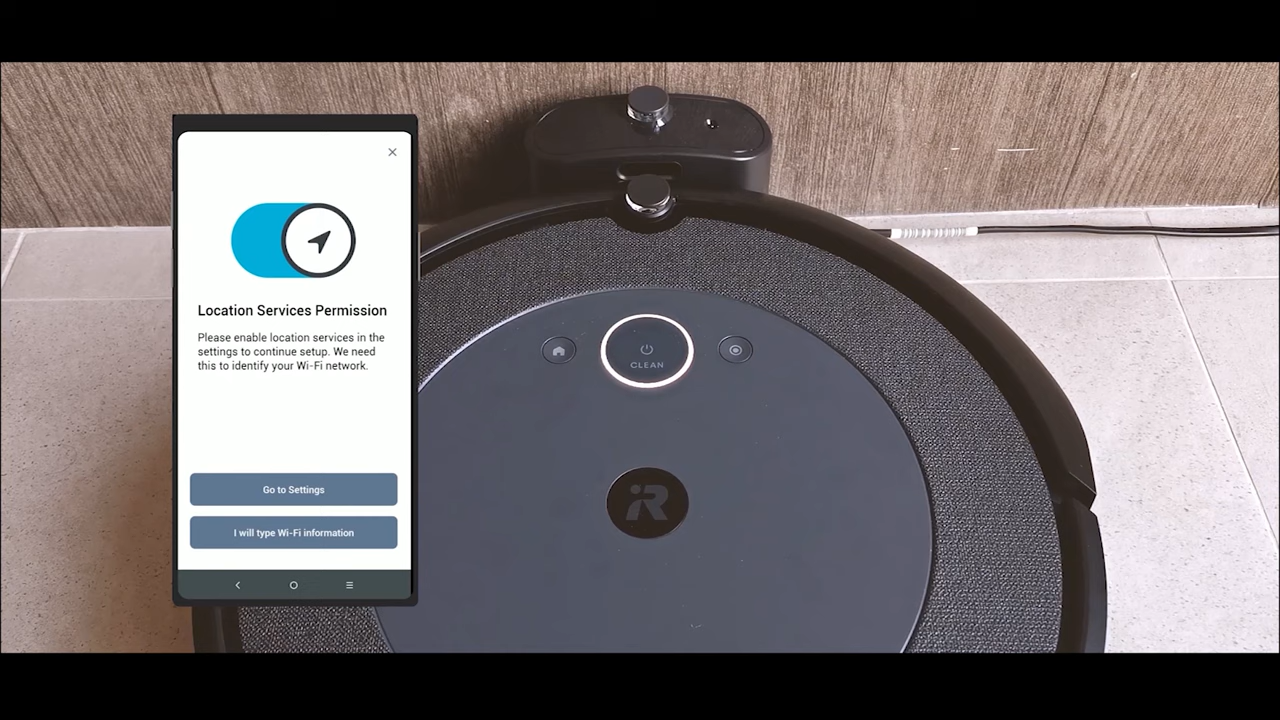 Location Services Permission
Please enable location services in the
settings to continue setup. We need
this to identify your Wi-Fi network.
Go to Settings
I will type Wi-Fi information
CLEAN
iR